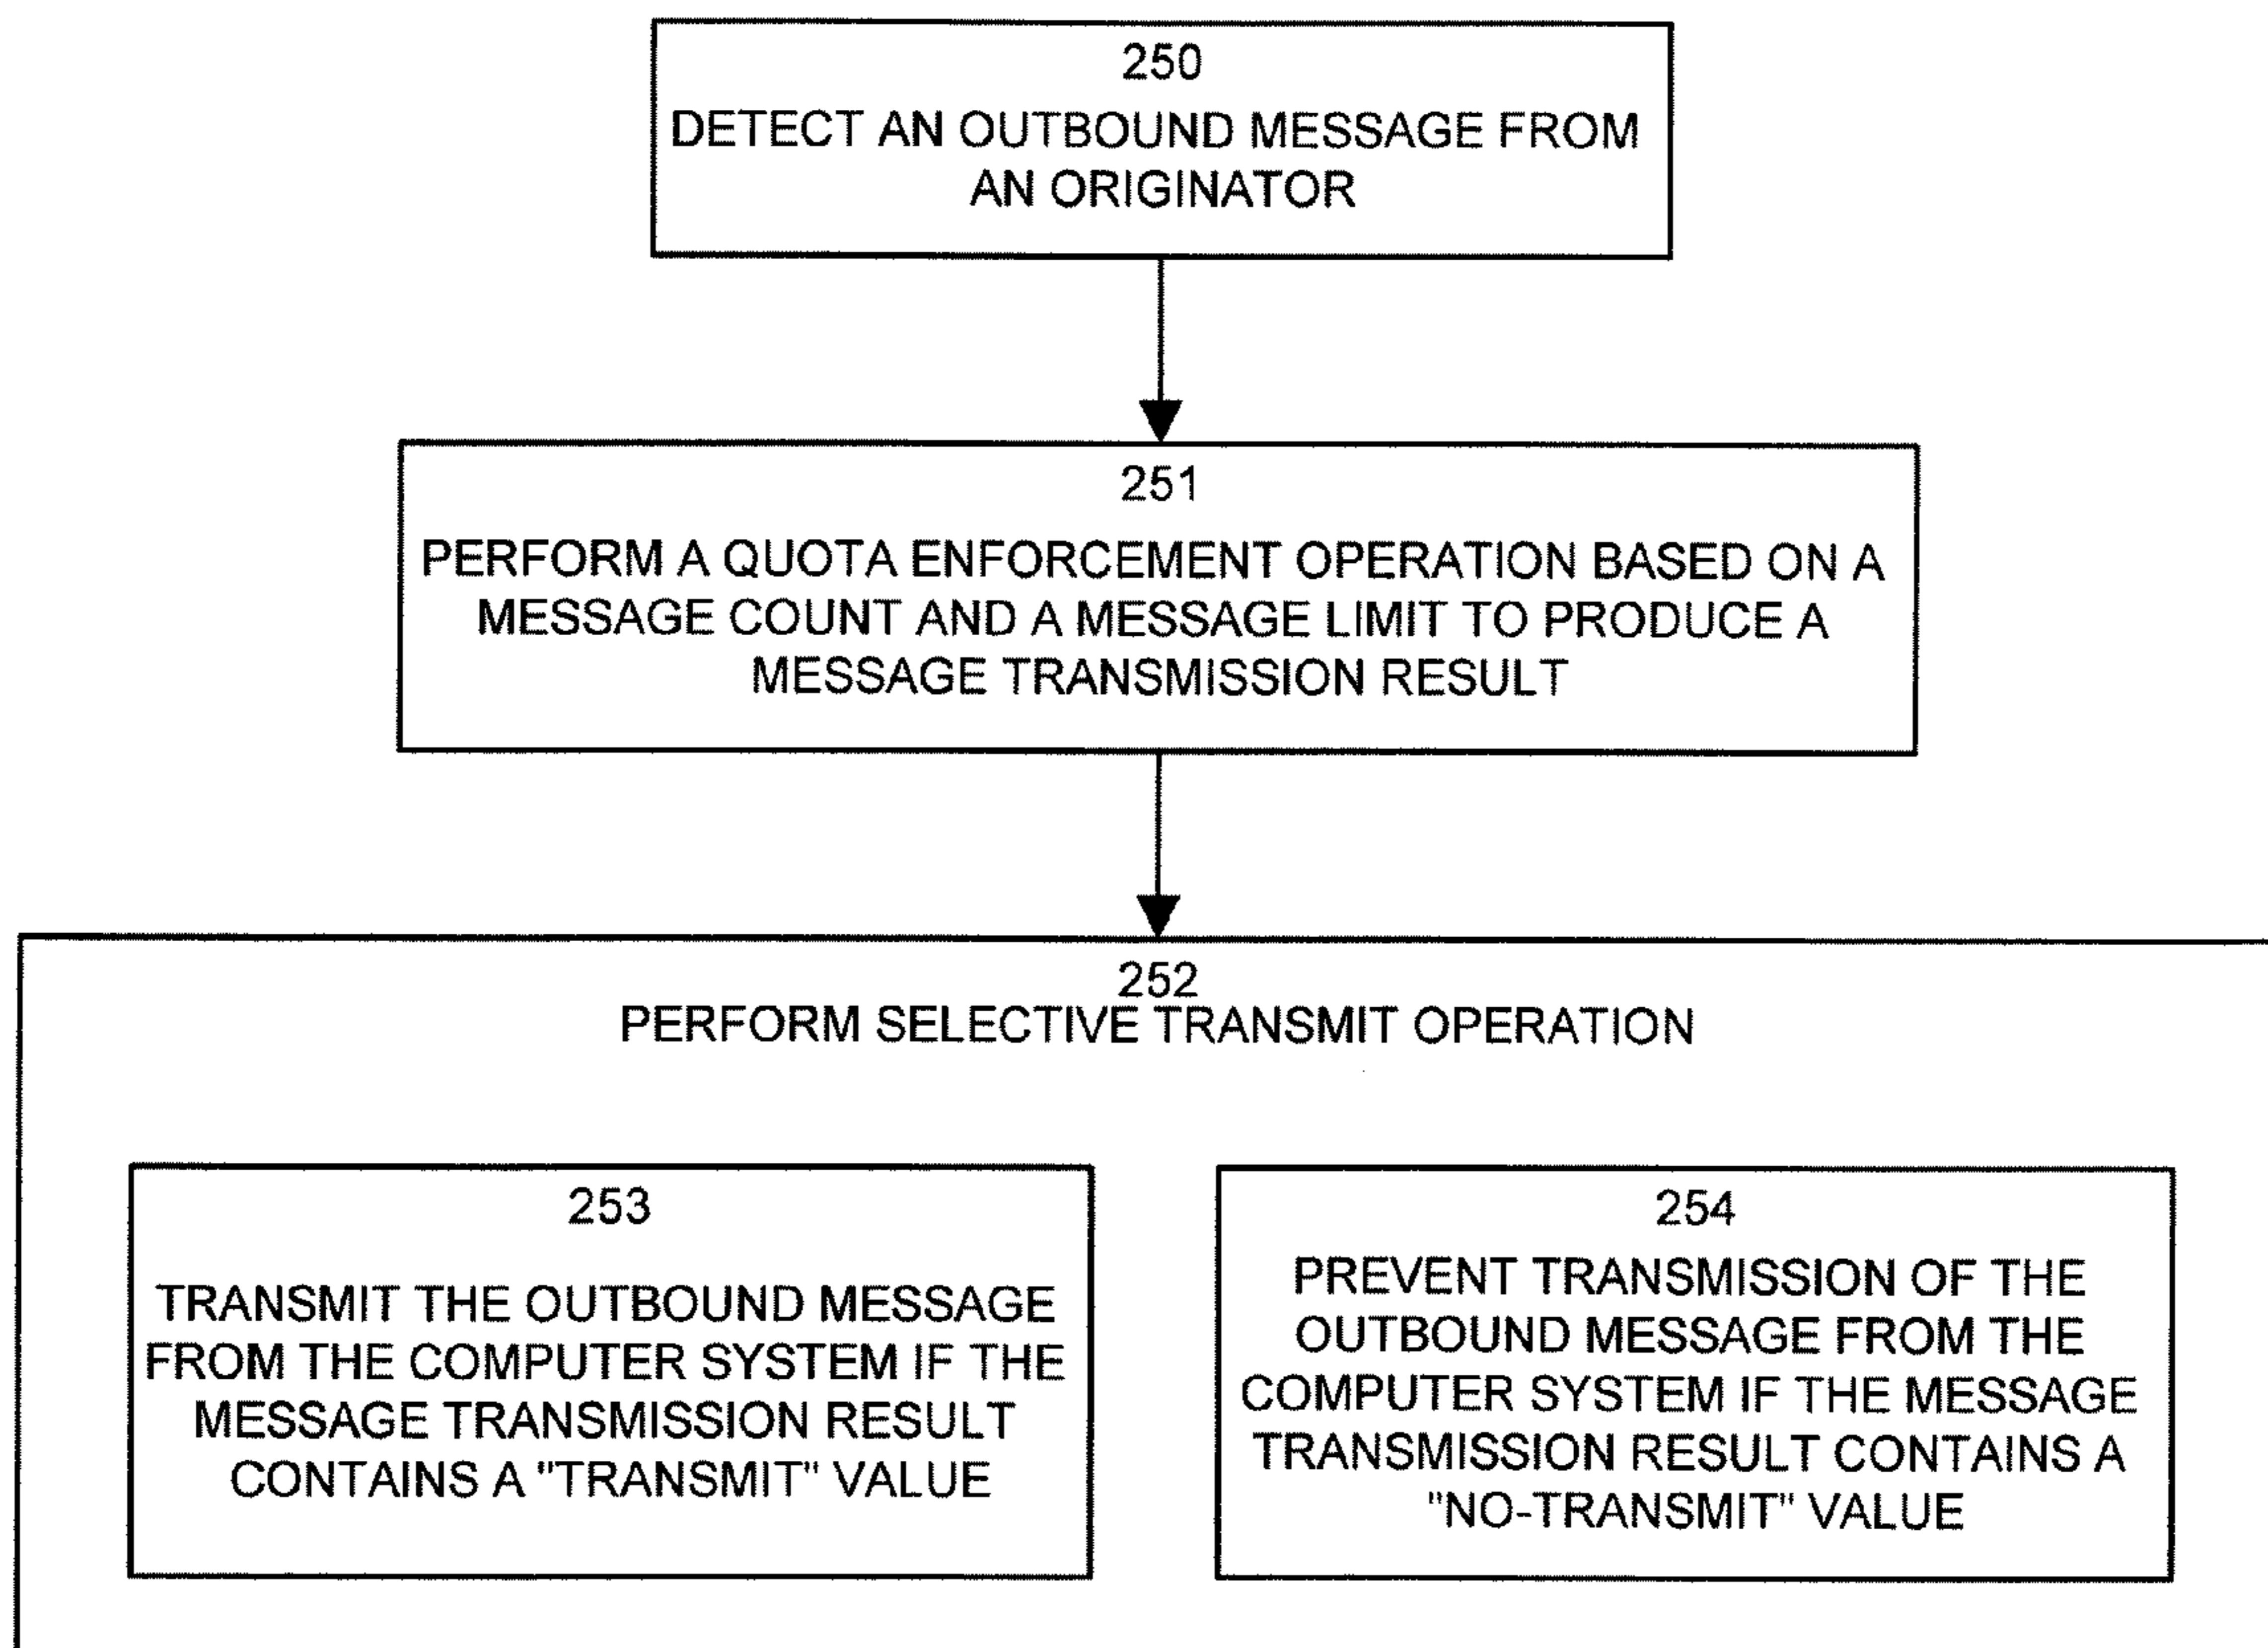 250
DETECT AN OUTBOUND MESSAGE FROM
AN ORIGINATOR
251
PERFORM A QUOTA ENFORCEMENT OPERATION BASED ON A
MESSAGE COUNT AND A MESSAGE LIMIT TO PRODUCE A
MESSAGE TRANSMISSION RESULT
252
PERFORM SELECTIVE TRANSMIT OPERATION
253
TRANSMIT THE OUTBOUND MESSAGE
FROM THE COMPUTER SYSTEM IF THE
MESSAGE TRANSMISSION RESULT
CONTAINS A "TRANSMIT" VALUE
254
PREVENT TRANSMISSION OF THE
OUTBOUND MESSAGE FROM THE
COMPUTER SYSTEM IF THE MESSAGE
TRANSMISSION RESULT CONTAINS A
"NO-TRANSMIT" VALUE